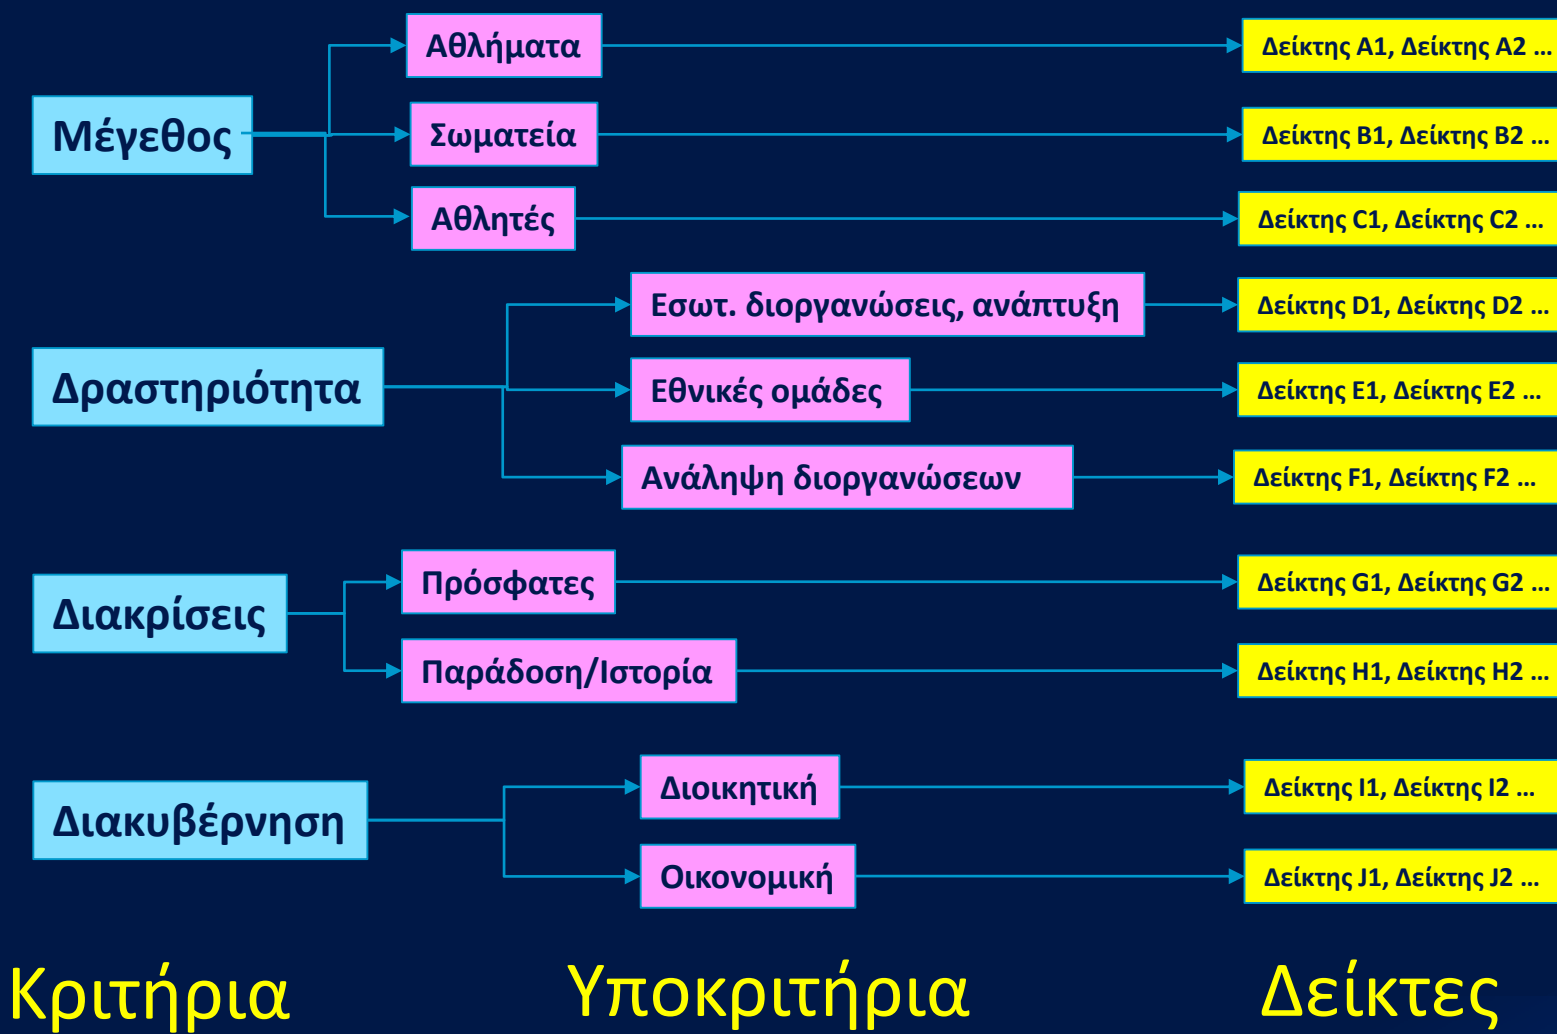 Μέγεθος
Αθλήματα
Δείκτης A1, Δείκτης A2 ...
Σωματεία
Δείκτης B1, Δείκτης B2 ...
Αθλητές
Δείκτης C1, Δείκτης C2 ...
Δραστηριότητα
Εσωτ. διοργανώσεις, ανάπτυξη
Δείκτης D1, Δείκτης D2 ...
Εθνικές ομάδες
Δείκτης E1, Δείκτης E2 ...
Ανάληψη διοργανώσεων
Δείκτης F1, Δείκτης F2 ...
Διακρίσεις
Πρόσφατες
Δείκτης G1, Δείκτης G2 ...
Παράδοση/Ιστορία
Δείκτης H1, Δείκτης H2 ...
Διακυβέρνηση
Διοικητική
Δείκτης I1, Δείκτης I2 ...
Οικονομική
Δείκτης J1, Δείκτης J2 ...
Κριτήρια
Υποκριτήρια
Δείκτες